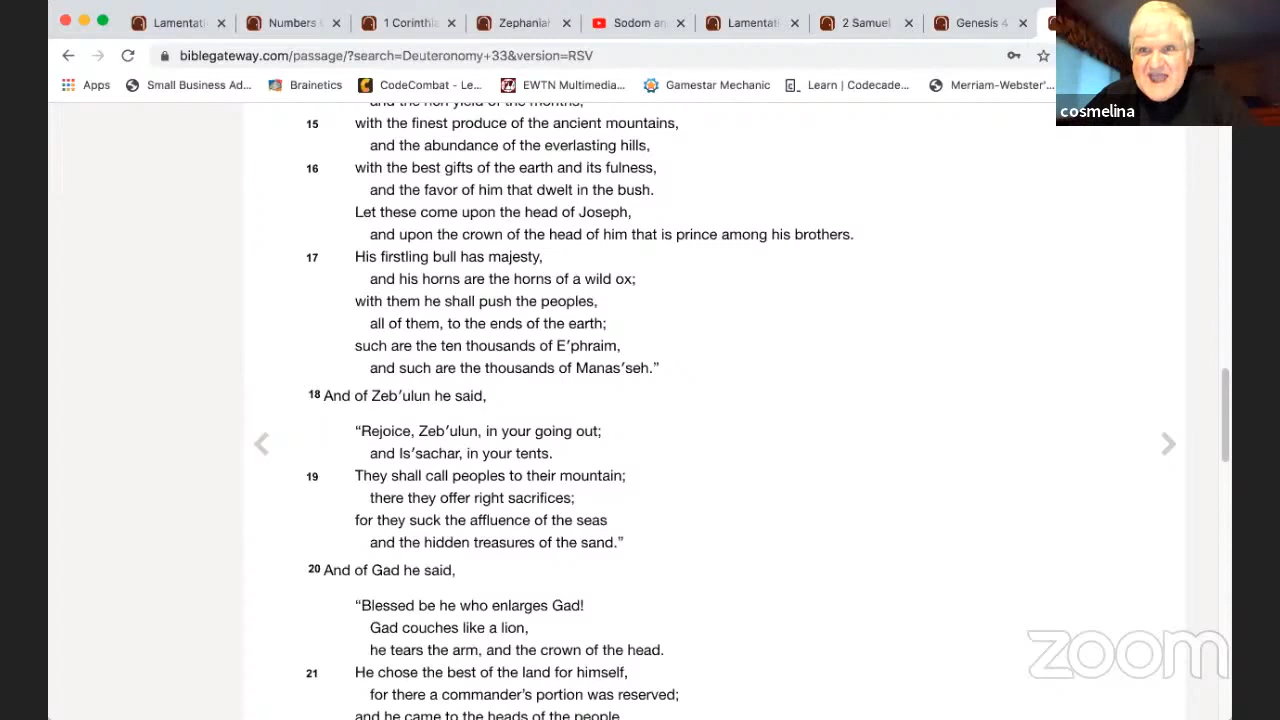 Lamentati
Numbers
1 Corinthia
Zephaniah
Sodom an
Lamentati
2 Samuel
Genesis 4
biblegateway.com/passage/?search=Deuteronomy+33&version=RSV
Apps
Small Business Ad...
Brainetics
CodeCombat - Le...
EWTN Multimedia...
Gamestar Mechanic
Learn | Codecade...
Merriam-Webster'
cosmelina
15 with the finest produce of the ancient mountains,
and the abundance of the everlasting hills,
16 with the best gifts of the earth and its fulness,
and the favor of him that dwelt in the bush.
Let these come upon the head of Joseph,
and upon the crown of the head of him that is prince among his brothers.
17 His firstling bull has majesty,
and his horns are the horns of a wild ox;
with them he shall push the peoples,
all of them, to the ends of the earth;
such are the ten thousands of E′phraim,
and such are the thousands of Manas′seh.”
18 And of Zeb′ulun he said,
“Rejoice, Zeb′ulun, in your going out;
and Is′sachar, in your tents.
19 They shall call peoples to their mountain;
there they offer right sacrifices;
for they suck the affluence of the seas
and the hidden treasures of the sand.”
20 And of Gad he said,
“Blessed be he who enlarges Gad!
Gad couches like a lion,
he tears the arm, and the crown of the head.
21 He chose the best of the land for himself,
for there a commander’s portion was reserved;
and he came to the heads of the people
zoom